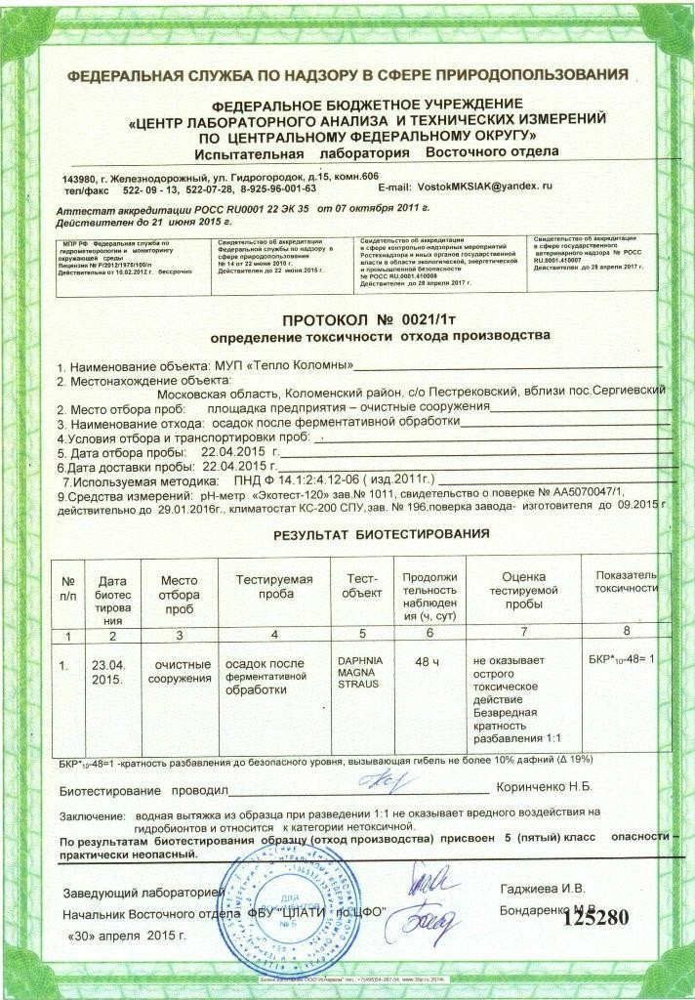 ФЕДЕРАЛЬНАЯ СЛУЖБА ПО НАДЗОРУ В СФЕРЕ ПРИРОДОПОЛЬЗОВАНИЯ
ФЕДЕРАЛЬНОЕ БЮДЖЕТНОЕ УЧРЕЖДЕНИЕ
«ЦЕНТР ЛАБОРАТОРНОГО АНАЛИЗА И ТЕХНИЧЕСКИХ ИЗМЕРЕНИЙ
ПО ЦЕНТРАЛЬНОМУ ФЕДЕРАЛЬНОМУ ОКРУГУ»
Испытательная лаборатория Восточного отдела
143980, г. Железнодорожный, ул. Гидрогородок, д.15, комн.606
тел/факс 522- 09 - 13, 522-07-28, 8-925-96-001-63 E-mail: VostokMKSIAK@yandex. ru
Аттестат аккредитации РОСС RU0001 22 ЭК 35 от 07 октября 2011 г.
Действителен до 21 июня 2015 г.
МПР РФ Федеральная служба по
гидрометеорологии и мониторингу
окружающей среды
Лицензия № Р/2012/1975/100/л
Действительна от 10.02.2012 г. бессрочно
Свидетельство об аккредитации
Федеральной службы по надзору в
сфере природопользования
№ 14 от 22 июня 2010 г.
Действителен до 22 июня 2015 г.
Свидетельство об аккредитации
в сфере контрольно-надзорных мероприятий
Ростехнадзора и иных органов государственной
власти в области экологической, энергетической
и промышленной безопасности
№ РОСС RU.0001.410008
Действителен до 28 апреля 2017 г.
Свидетельство об аккредитации
в сфере государственного
ветеринарного надзора № РОСС
RU.0001.410007
Действителен до 28 апреля 2017 г.
ПРОТОКОЛ № 0021/1т
определение токсичности отхода производства
1. Наименование объекта: МУП «Тепло Коломны»
2. Местонахождение объекта:
Московская область, Коломенский район, с/о Пестрековский, вблизи пос.Сергиевский
2. Место отбора проб: площадка предприятия – очистные сооружения
3. Наименование отхода: осадок после ферментативной обработки
4.Условия отбора и транспортировки проб: .
5. Дата отбора пробы: 22.04.2015 г.
6.Дата доставки пробы: 22.04.2015 г.
7.Используемая методика: ПНД Ф 14.1:2:4.12-06 ( изд.2011г.)
9.Средства измерений: рН-метр «Экотест-120» зав.№ 1011, свидетельство о поверке № АА5070047/1,
действительно до 29.01.2016г., климатостат КС-200 СПУ,зав. № 196,поверка завода- изготовителя до 09.2015 г
РЕЗУЛЬТАТ БИОТЕСТИРОВАНИЯ
№ п/п
Дата биотес тирова ния
Место отбора проб
Тестируемая проба
Тест- объект
Продолжи тельность наблюден ия (ч, сут)
Оценка тестируемой пробы
Показатель токсичности
1 2 3 4 5 6 7 8
1.
23.04. 2015.
очистные сооружения
осадок после ферментативной обработки
DAPHNIA MAGNA STRAUS
48 ч
не оказывает острого токсическое действие Безвредная кратность разбавления 1:1
БКР*10-48= 1
БКР*10-48=1 -кратность разбавления до безопасного уровня, вызывающая гибель не более 10% дафний (Δ 19%)
Биотестирование проводил Коринченко Н.Б.
Заключение: водная вытяжка из образца при разведении 1:1 не оказывает вредного воздействия на
гидробионтов и относится к категории нетоксичной.
По результатам биотестирования образцу (отход производства) присвоен 5 (пятый) класс опасности –
практически неопасный.
Заведующий лабораторией Гаджиева И.В.
Начальник Восточного отдела ФБУ "ЦЛАТИ по ЦФО" Бондаренко М.В.
125280
«30» апреля 2015 г.
ДЛЯ
ДОКУМЕНТОВ
№ 6